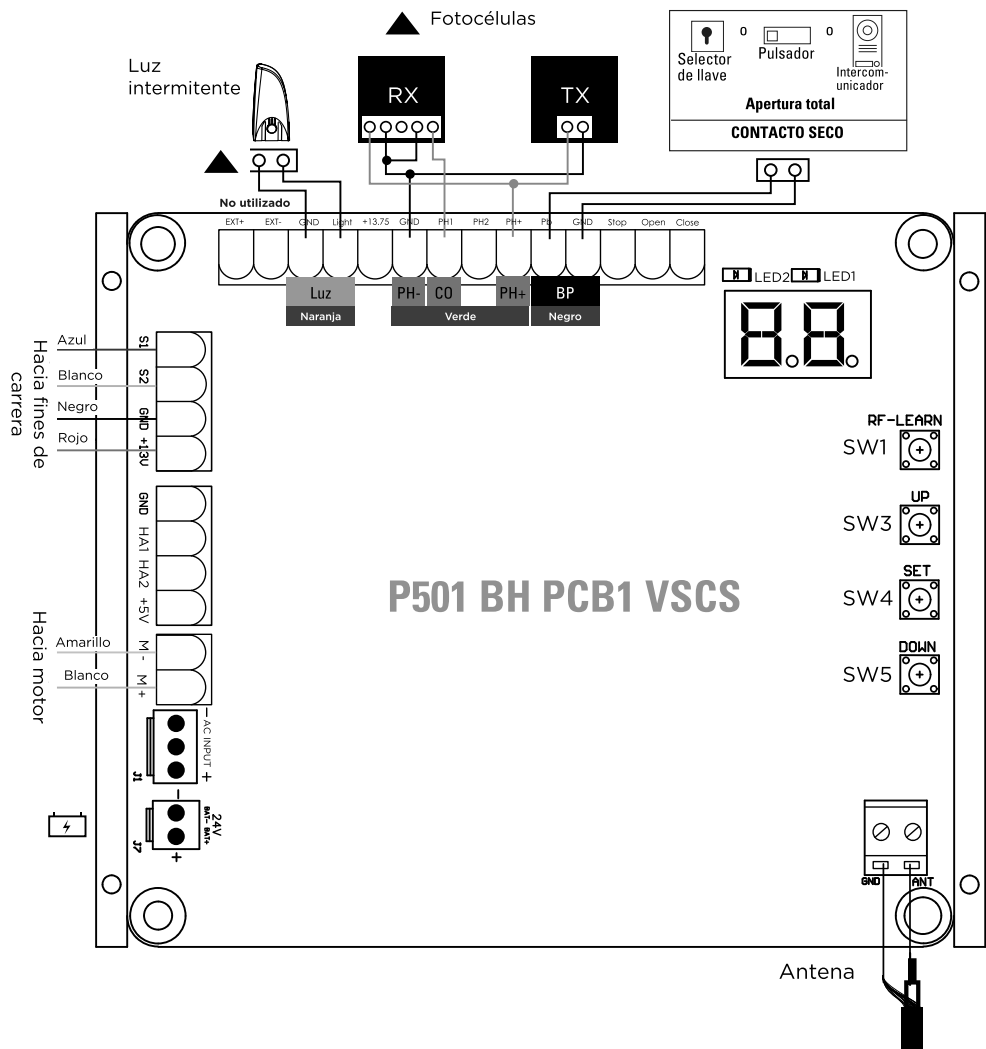 Fotocélulas
Luz
intermitente
RX
TX
Selector
de llave
o
Pulsador
o
Intercom-
unicador
Apertura total
CONTACTO SECO
No utilizado
EXT+
EXT-
GND
Light
+13.75
GND
PH1
PH2
PH+
Pb
GND
Stop
Open
Close
Luz
PH-
CO
PH+
BP
Naranja
Verde
Negro
LED2
LED1
8.8.
Hacia fines de
carrera
Azul
Blanco
Negro
Rojo
S1
S2
GND
+13V
GND
HA1
HA2
+5V
Hacia motor
Amarillo
Blanco
M -
M +
- AC INPUT +
J1
24V
BAT- BAT+
J7
-
+
P501 BH PCB1 VSCS
RF-LEARN
SW1
UP
SW3
SET
SW4
DOWN
SW5
GND
ANT
Antena